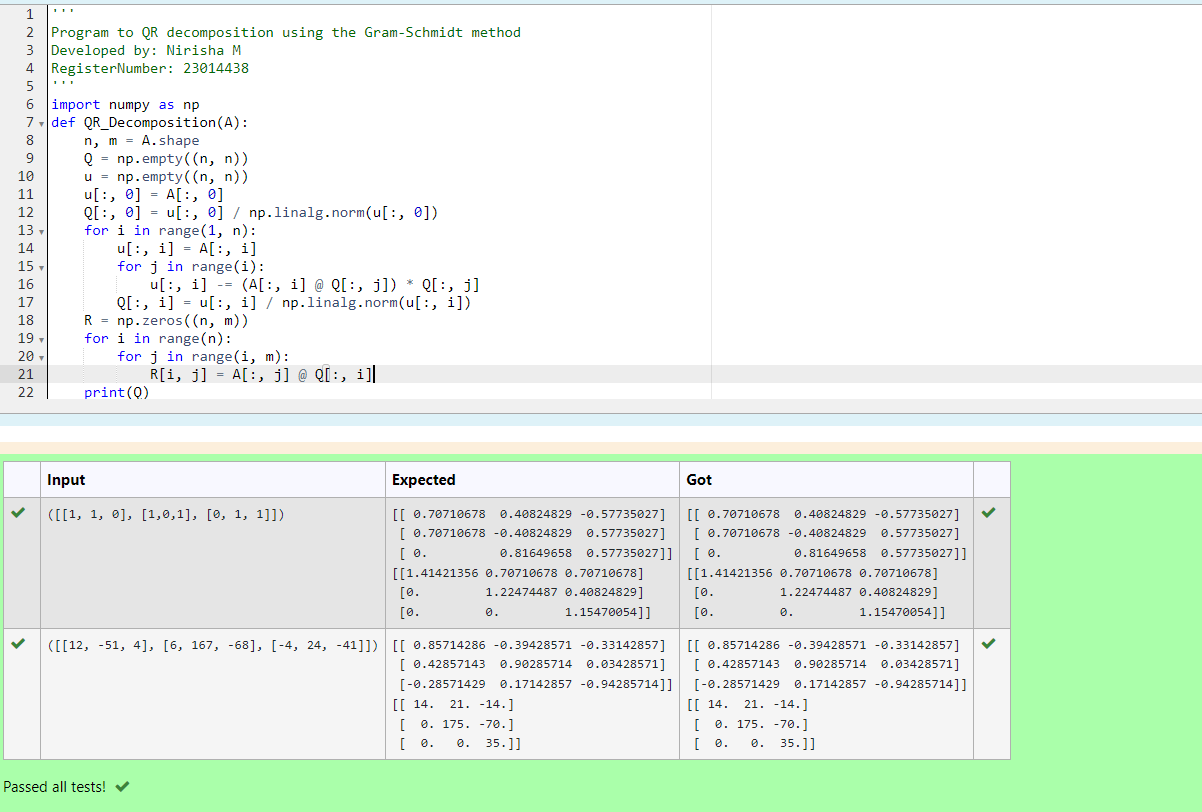 1 '''
2 Program to QR decomposition using the Gram-Schmidt method
3 Developed by: Nirisha M
4 RegisterNumber: 23014438
5 '''
6 import numpy as np
7 def QR_Decomposition(A):
8     n, m = A.shape
9     Q = np.empty((n, n))
10     u = np.empty((n, n))
11     u[:, 0] = A[:, 0]
12     Q[:, 0] = u[:, 0] / np.linalg.norm(u[:, 0])
13     for i in range(1, n):
14         u[:, i] = A[:, i]
15         for j in range(i):
16             u[:, i] -= (A[:, i] @ Q[:, j]) * Q[:, j]
17         Q[:, i] = u[:, i] / np.linalg.norm(u[:, i])
18     R = np.zeros((n, m))
19     for i in range(n):
20         for j in range(i, m):
21             R[i, j] = A[:, j] @ Q[:, i]
22     print(Q)
Input Expected Got
([[1, 1, 0], [1,0,1], [0, 1, 1]]) [[ 0.70710678  0.40824829 -0.57735027] [[ 0.70710678  0.40824829 -0.57735027]
[ 0.70710678 -0.40824829  0.57735027] [ 0.70710678 -0.40824829  0.57735027]
[ 0.          0.81649658  0.57735027]] [ 0.          0.81649658  0.57735027]]
[[1.41421356 0.70710678 0.70710678] [[1.41421356 0.70710678 0.70710678]
[0.         1.22474487 0.40824829] [0.         1.22474487 0.40824829]
[0.         0.         1.15470054]] [0.         0.         1.15470054]]
([[12, -51, 4], [6, 167, -68], [-4, 24, -41]]) [[ 0.85714286 -0.39428571 -0.33142857] [[ 0.85714286 -0.39428571 -0.33142857]
[ 0.42857143  0.90285714  0.03428571] [ 0.42857143  0.90285714  0.03428571]
[-0.28571429  0.17142857 -0.94285714]] [-0.28571429  0.17142857 -0.94285714]]
[[ 14.  21. -14.] [[ 14.  21. -14.]
[  0. 175. -70.] [  0. 175. -70.]
[  0.   0.  35.]] [  0.   0.  35.]]
Passed all tests!